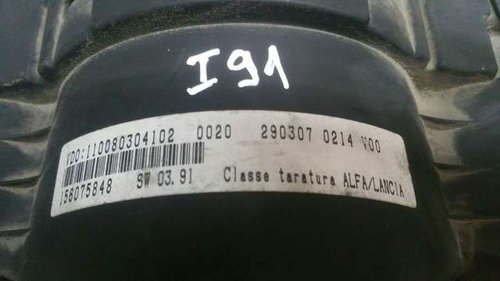 I91
VDO:110080304102 0020 290307 0214 V00
156075848 SW 03.91 Classe taratura ALFA/LANCIA